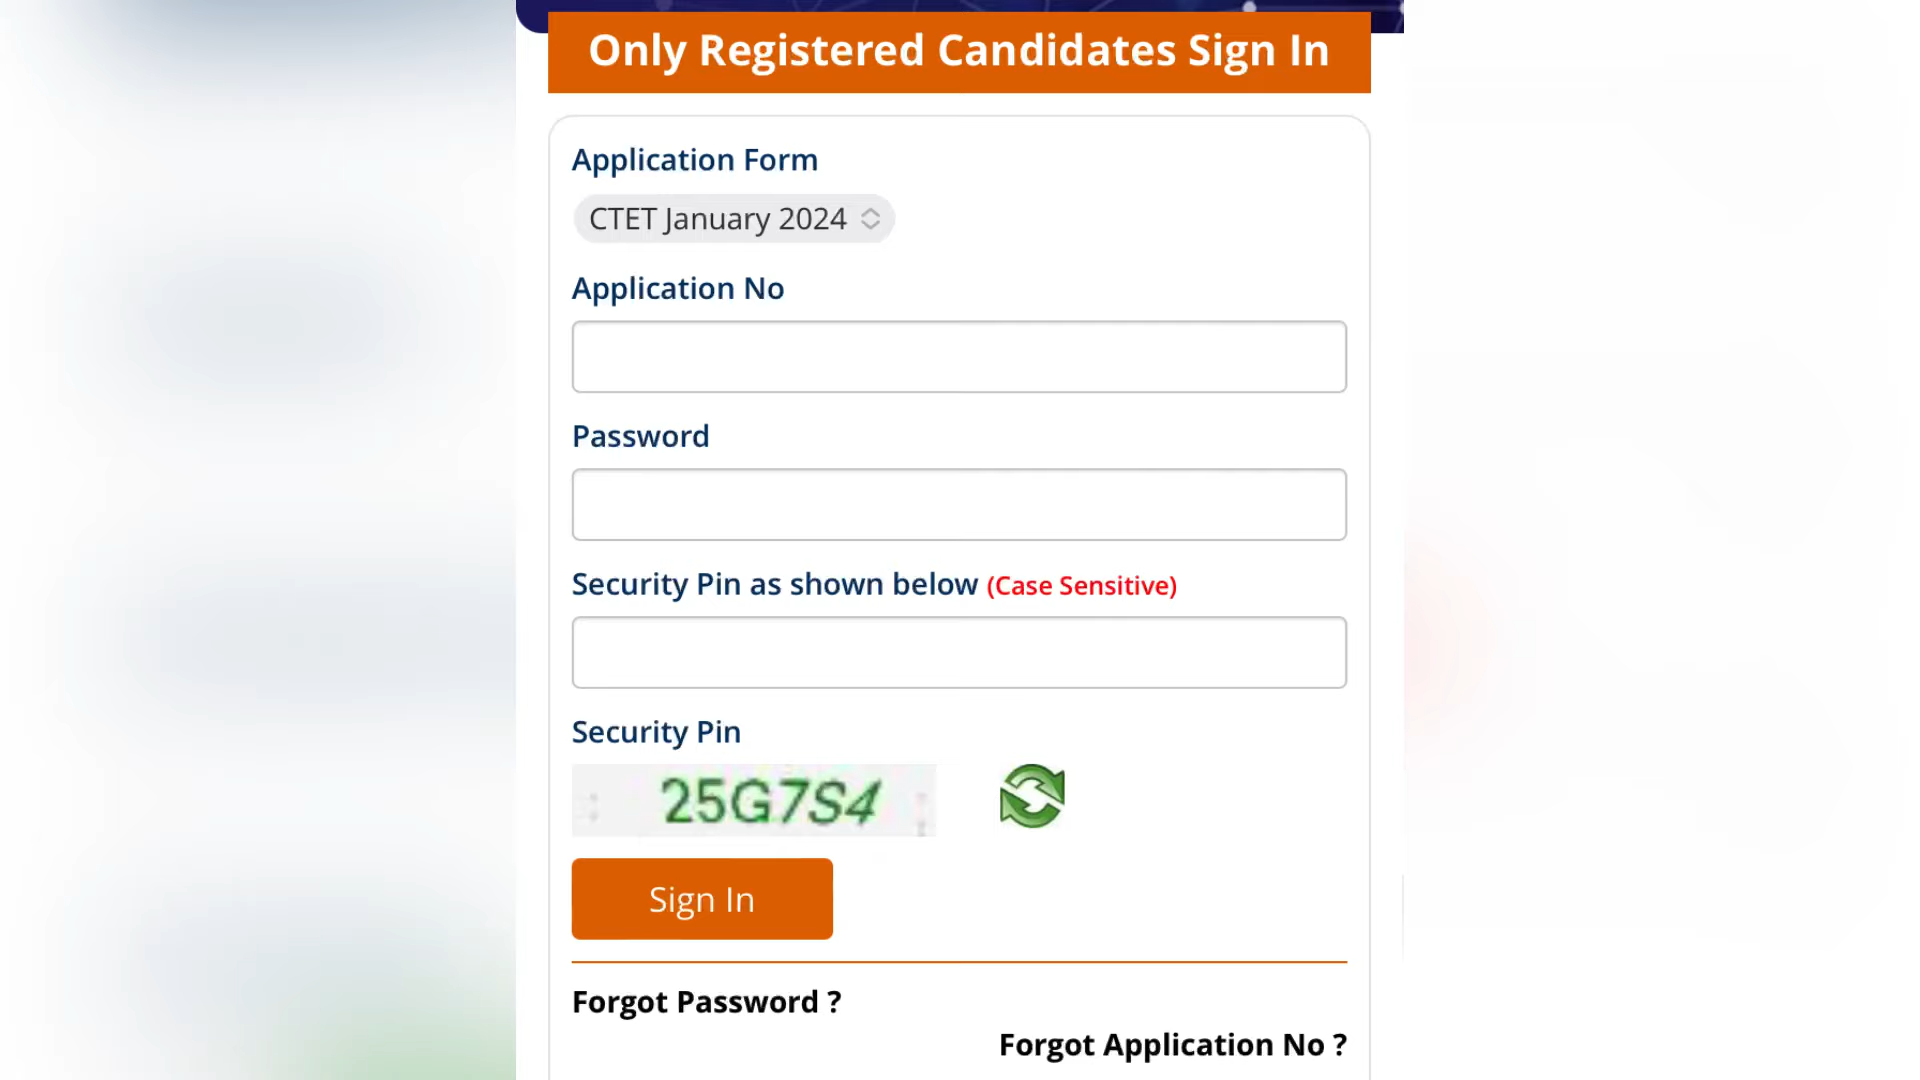 Only Registered Candidates Sign In
Application Form
CTET January 2024
Application No
Password
Security Pin as shown below (Case Sensitive)
Security Pin
25G7S4
Sign In
Forgot Password ?
Forgot Application No ?